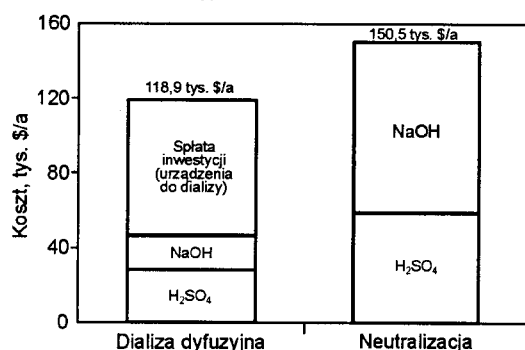 160
120
80
40
0
Koszt, tys. $/a
118,9 tys. $/a
150,5 tys. $/a
Spłata
inwestycji
(urządzenia
do dializy)
NaOH
H₂SO₄
NaOH
H₂SO₄
Dializa dyfuzyjna
Neutralizacja